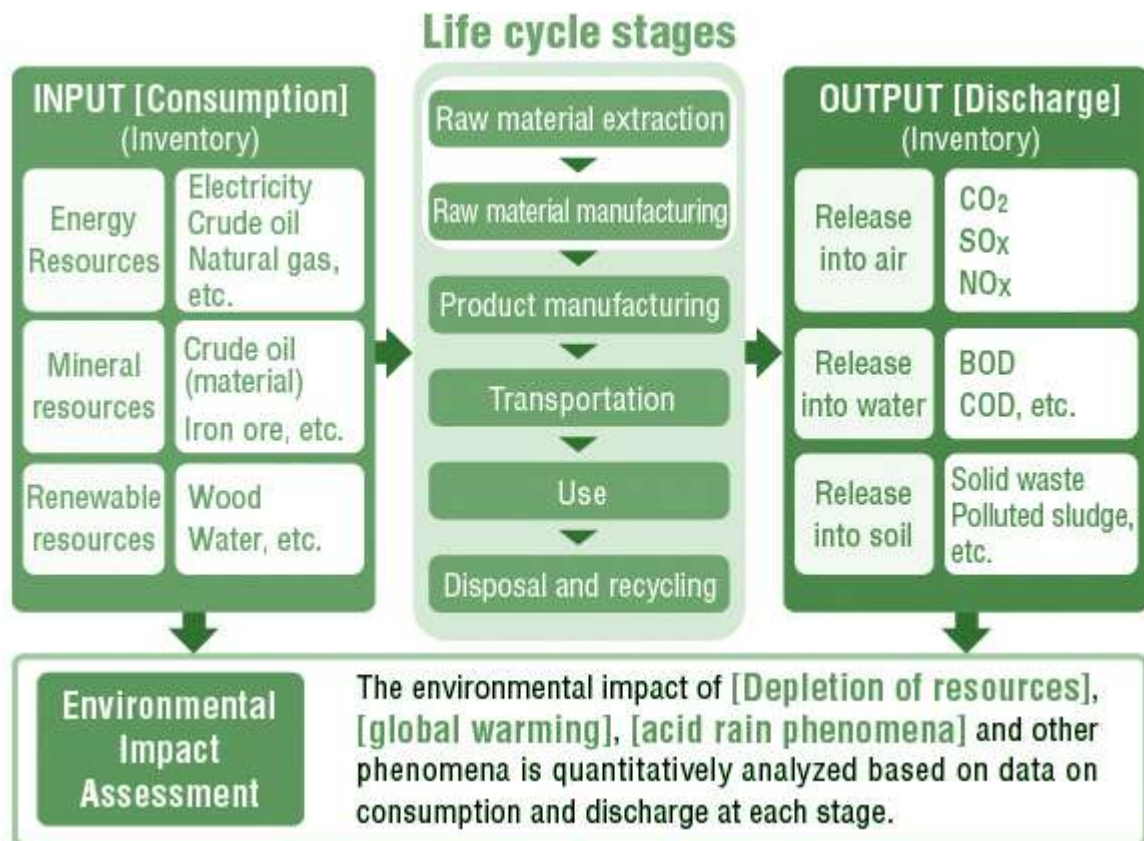 Life cycle stages
INPUT [Consumption]
(Inventory)
Energy
Resources
Electricity
Crude oil
Natural gas,
etc.
Mineral
resources
Crude oil
(material)
Iron ore, etc.
Renewable
resources
Wood
Water, etc.
Raw material extraction
Raw material manufacturing
Product manufacturing
Transportation
Use
Disposal and recycling
OUTPUT [Discharge]
(Inventory)
Release
into air
CO₂
SOx
NOx
Release
into water
BOD
COD, etc.
Release
into soil
Solid waste
Polluted sludge,
etc.
Environmental
Impact
Assessment
The environmental impact of [Depletion of resources],
[global warming], [acid rain phenomena] and other
phenomena is quantitatively analyzed based on data on
consumption and discharge at each stage.